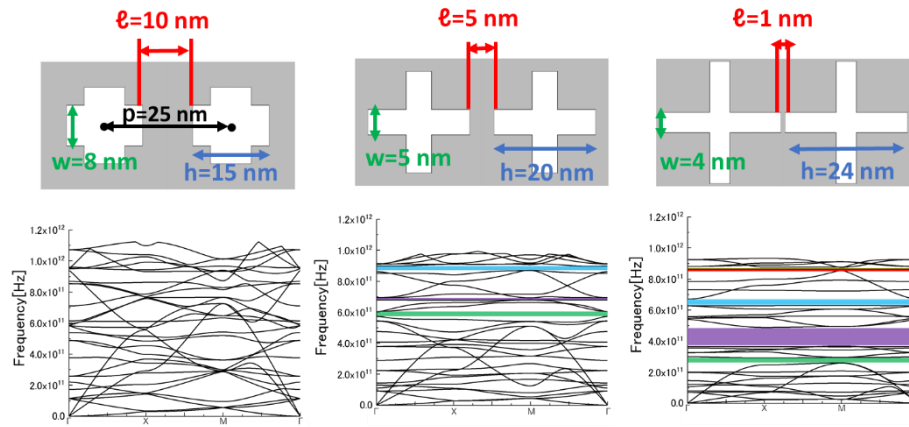 ℓ=10 nm
ℓ=5 nm
ℓ=1 nm
p=25 nm
w=8 nm
h=15 nm
w=5 nm
h=20 nm
w=4 nm
h=24 nm
Frequency[Hz]
1.2x10¹²
1.0x10¹²
8.0x10¹¹
6.0x10¹¹
4.0x10¹¹
2.0x10¹¹
0.0
Γ X M Γ
Frequency[Hz]
1.2x10¹²
1.0x10¹²
8.0x10¹¹
6.0x10¹¹
4.0x10¹¹
2.0x10¹¹
0.0
Γ X M Γ
Frequency[Hz]
1.2x10¹²
1.0x10¹²
8.0x10¹¹
6.0x10¹¹
4.0x10¹¹
2.0x10¹¹
0.0
Γ X M Γ